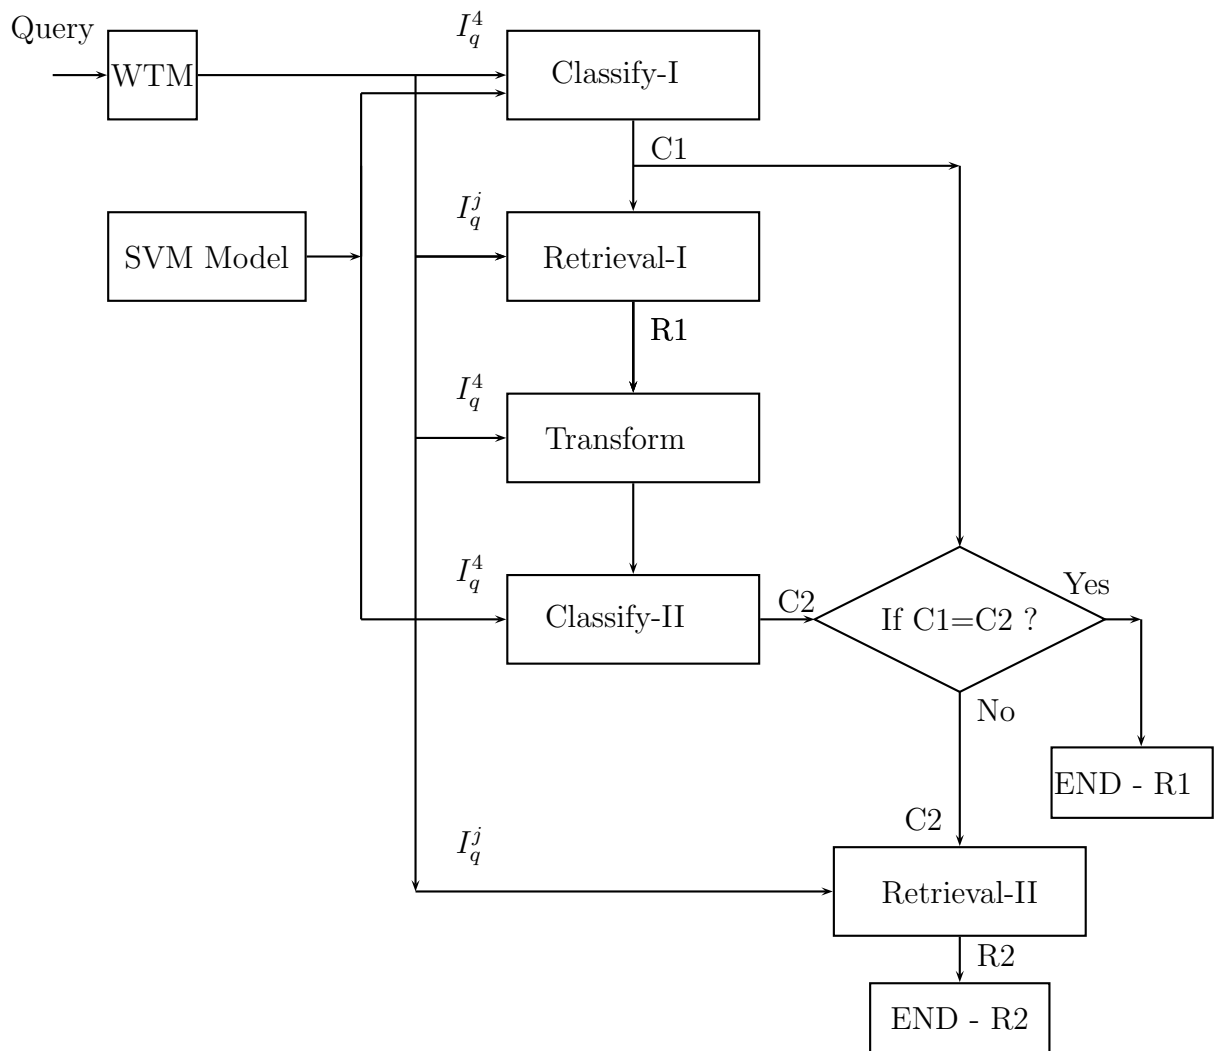 Query
$I_q^4$
WTM
Classify-I
C1
$I_q^j$
SVM Model
Retrieval-I
R1
$I_q^4$
Transform
$I_q^4$
Classify-II
C2
If C1=C2 ?
Yes
No
END - R1
C2
$I_q^j$
Retrieval-II
R2
END - R2